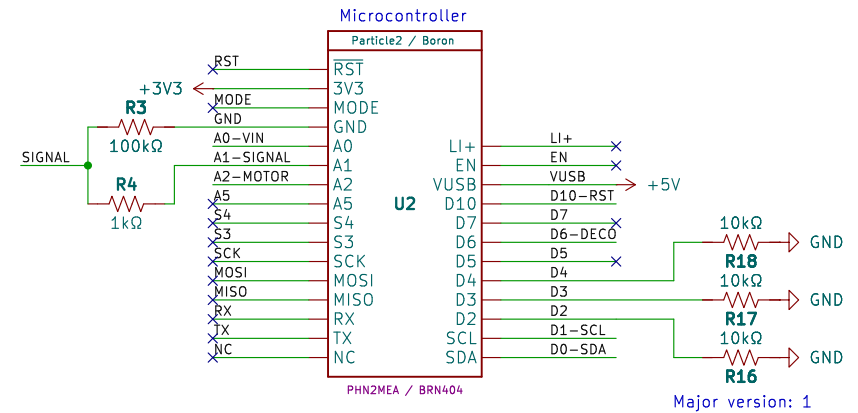 Microcontroller
Particle2 / Boron
RST
RST
+3V3
3V3
MODE
MODE
R3
100kΩ
GND
GND
A0-VIN
A0
SIGNAL
A1-SIGNAL
A1
A2-MOTOR
A2
R4
1kΩ
A5
A5
S4
S4
S3
S3
SCK
SCK
MOSI
MOSI
MISO
MISO
RX
RX
TX
TX
NC
NC
U2
LI+
LI+
EN
EN
VUSB
VUSB
+5V
D10
D10-RST
D7
D7
D6
D6-DECO
D5
D5
D4
D4
D3
D3
D2
D2
SCL
D1-SCL
SDA
D0-SDA
10kΩ
GND
R18
10kΩ
GND
R17
10kΩ
GND
R16
PHN2MEA / BRN404
Major version: 1